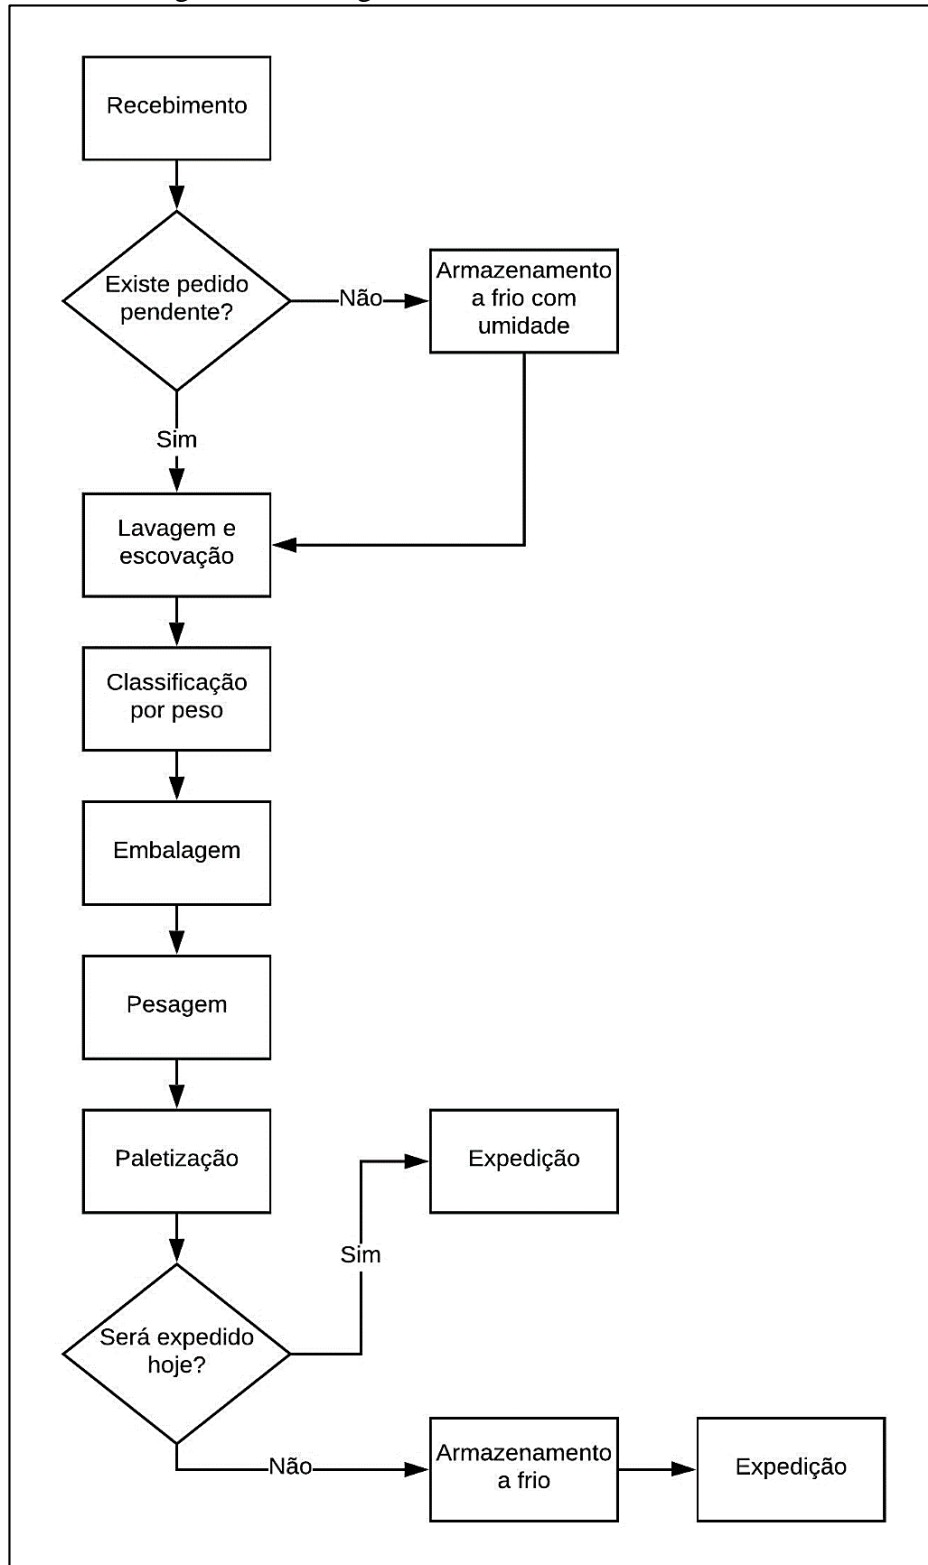 Recebimento
Existe pedido
pendente?
Não
Armazenamento
a frio com
umidade
Sim
Lavagem e
escovação
Classificação
por peso
Embalagem
Pesagem
Paletização
Expedição
Sim
Será expedido
hoje?
Não
Armazenamento
a frio
Expedição